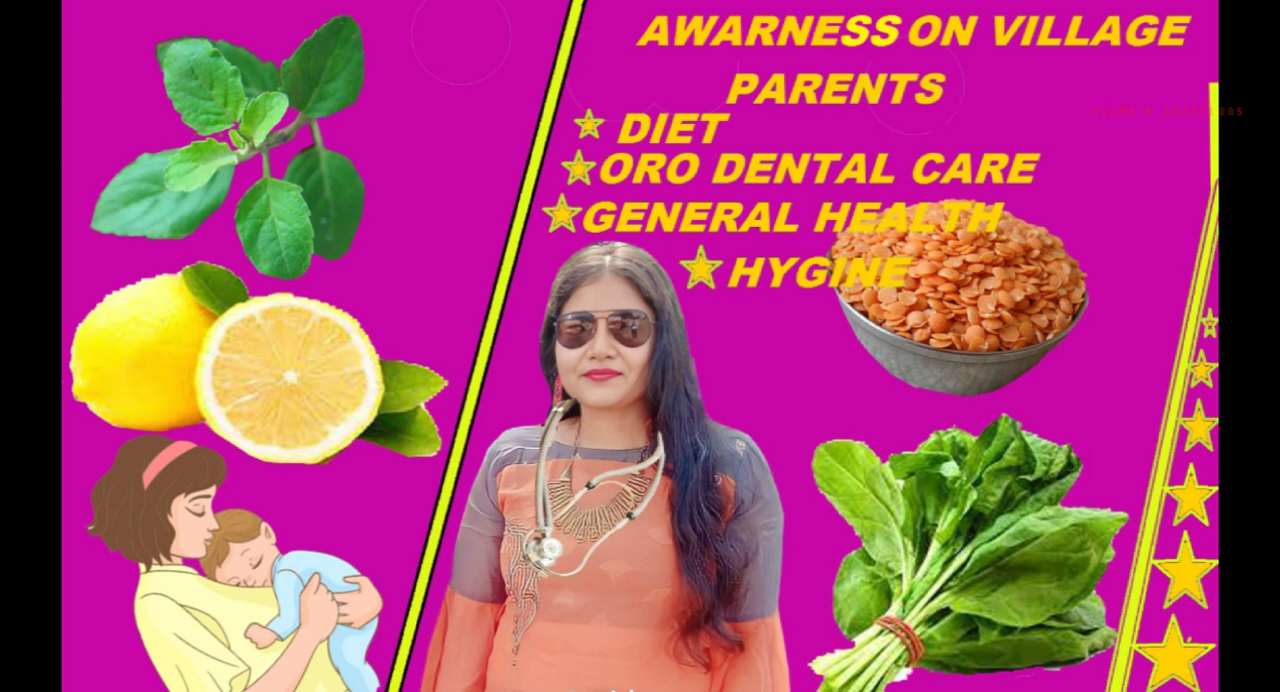 AWARNESS ON VILLAGE
PARENTS
DIET
ORO DENTAL CARE
GENERAL HEALTH
HYGINE